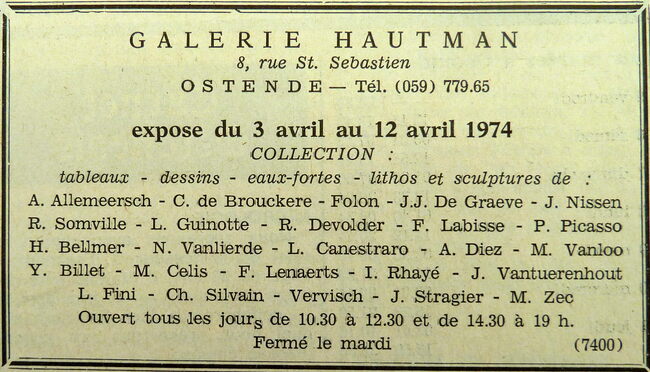 GALERIE HAUTMAN
8, rue St. Sebastien
OSTENDE — Tél. (059) 779.65
expose du 3 avril au 12 avril 1974
COLLECTION :
tableaux - dessins - eaux-fortes - lithos et sculptures de :
A. Allemeersch - C. de Brouckere - Folon - J.J. De Graeve - J. Nissen
R. Somville - L. Guinotte - R. Devolder - F. Labisse - P. Picasso
H. Bellmer - N. Vanlierde - L. Canestraro - A. Diez - M. Vanloo
Y. Billet - M. Celis - F. Lenaerts - I. Rhayé - J. Vantuerenhout
L. Fini - Ch. Silvain - Vervisch - J. Stragier - M. Zec
Ouvert tous les jours de 10.30 à 12.30 et de 14.30 à 19 h.
Fermé le mardi (7400)